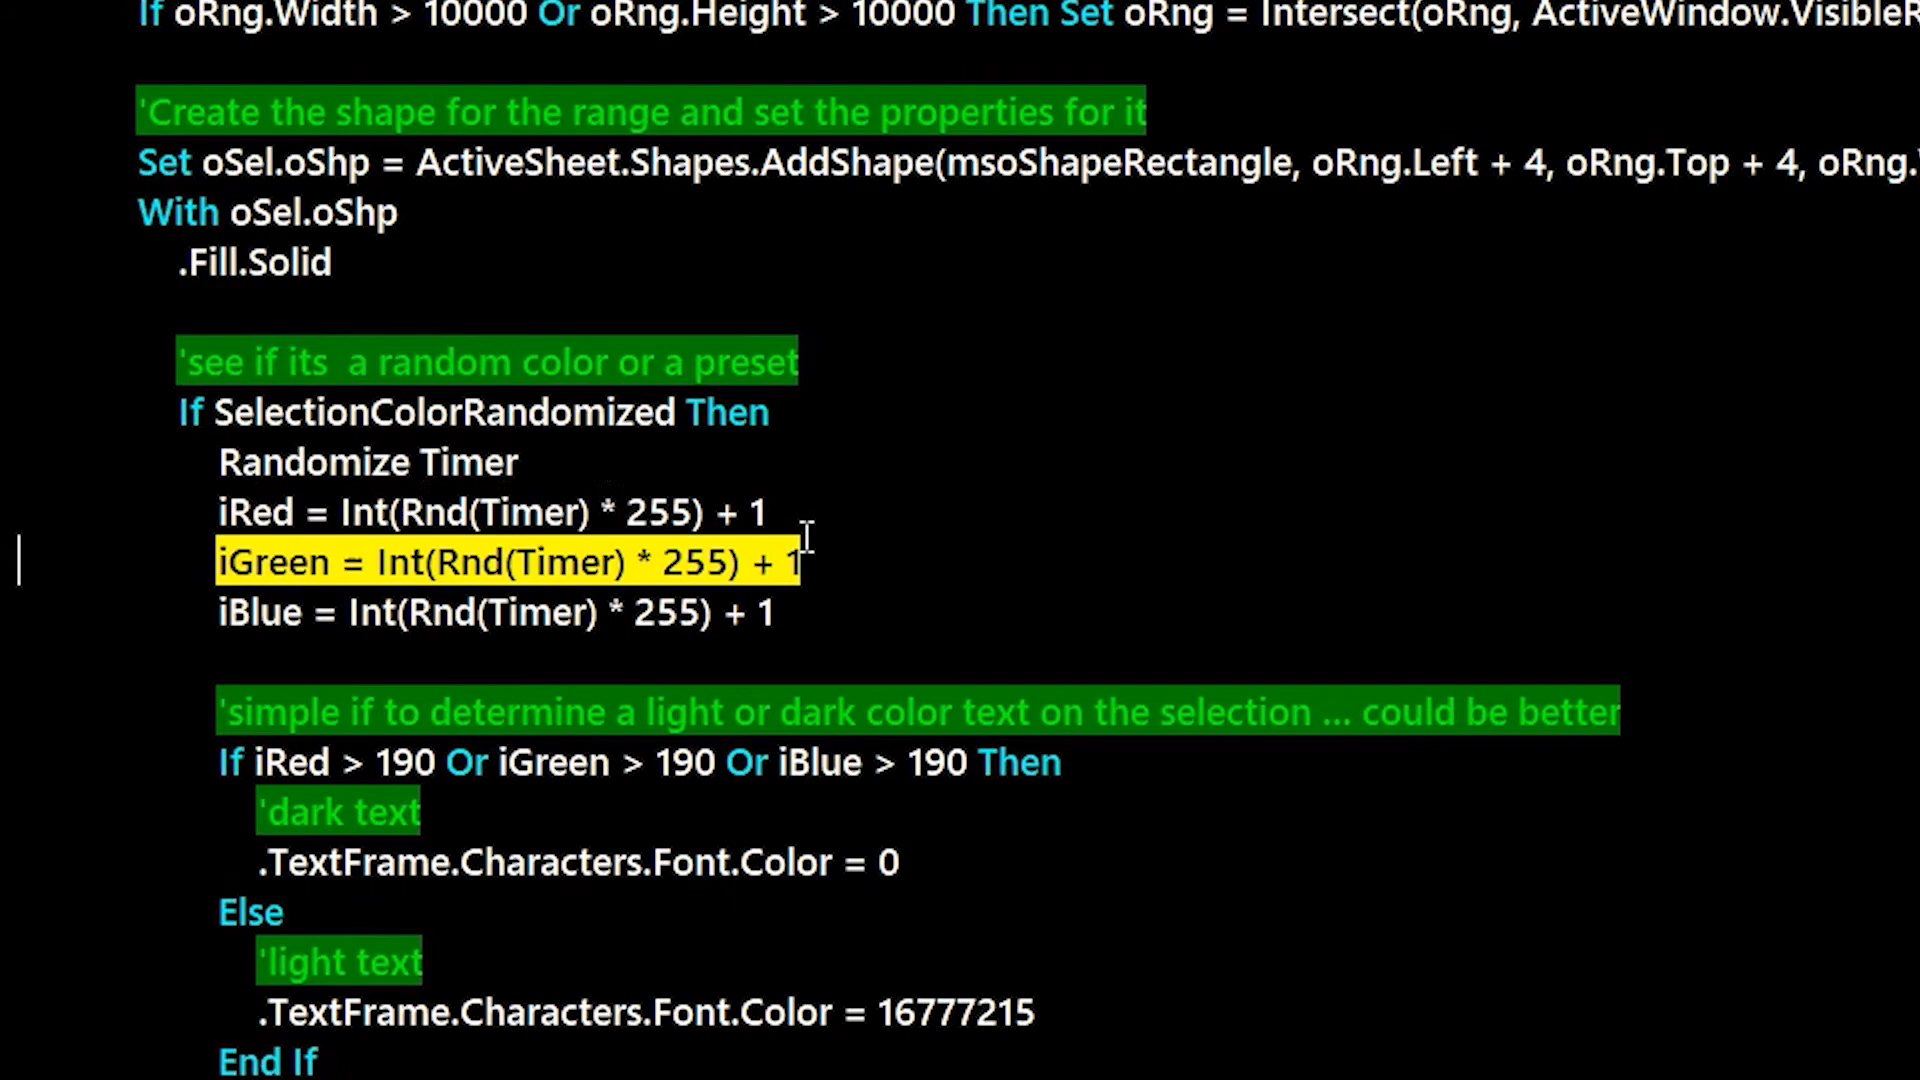 If oRng.Width > 10000 Or oRng.Height > 10000 Then Set oRng = Intersect(oRng, ActiveWindow.VisibleR
'Create the shape for the range and set the properties for it
Set oSel.oShp = ActiveSheet.Shapes.AddShape(msoShapeRectangle, oRng.Left + 4, oRng.Top + 4, oRng.
With oSel.oShp
.Fill.Solid
'see if its  a random color or a preset
If SelectionColorRandomized Then
Randomize Timer
iRed = Int(Rnd(Timer) * 255) + 1
iGreen = Int(Rnd(Timer) * 255) + 1
iBlue = Int(Rnd(Timer) * 255) + 1
'simple if to determine a light or dark color text on the selection ... could be better
If iRed > 190 Or iGreen > 190 Or iBlue > 190 Then
'dark text
.TextFrame.Characters.Font.Color = 0
Else
'light text
.TextFrame.Characters.Font.Color = 16777215
End If